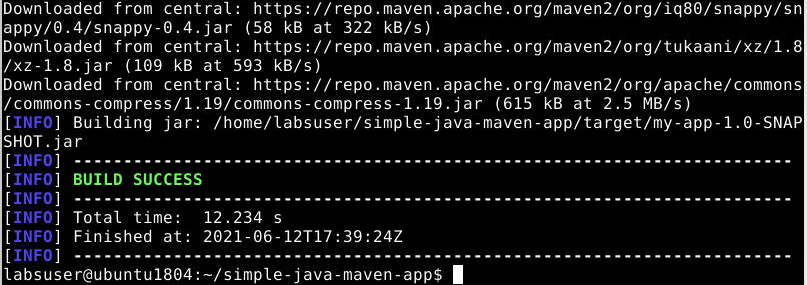 Downloaded from central: https://repo.maven.apache.org/maven2/org/iq80/snappy/sn
appy/0.4/snappy-0.4.jar (58 kB at 322 kB/s)
Downloaded from central: https://repo.maven.apache.org/maven2/org/tukaani/xz/1.8
/xz-1.8.jar (109 kB at 593 kB/s)
Downloaded from central: https://repo.maven.apache.org/maven2/org/apache/commons
/commons-compress/1.19/commons-compress-1.19.jar (615 kB at 2.5 MB/s)
[INFO] Building jar: /home/labsuser/simple-java-maven-app/target/my-app-1.0-SNAP
SHOT.jar
[INFO] ------------------------------------------------------------------------
[INFO] BUILD SUCCESS
[INFO] ------------------------------------------------------------------------
[INFO] Total time:  12.234 s
[INFO] Finished at: 2021-06-12T17:39:24Z
[INFO] ------------------------------------------------------------------------
labsuser@ubuntu1804:~/simple-java-maven-app$